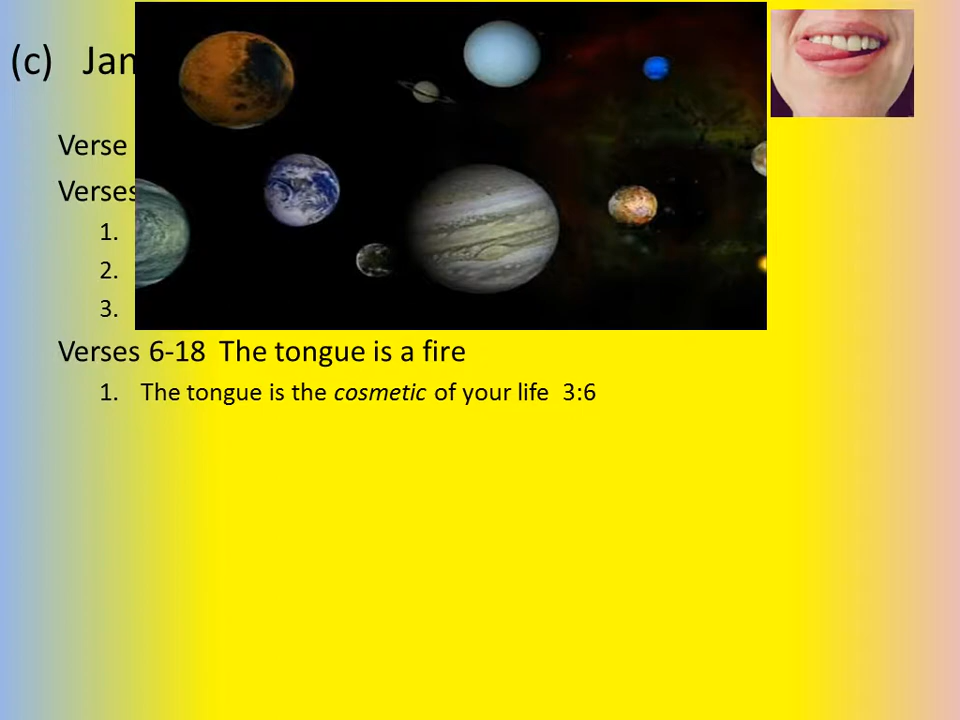 (c) Jam
Verse
Verses
1.
2.
3.
Verses 6-18 The tongue is a fire
1. The tongue is the cosmetic of your life 3:6